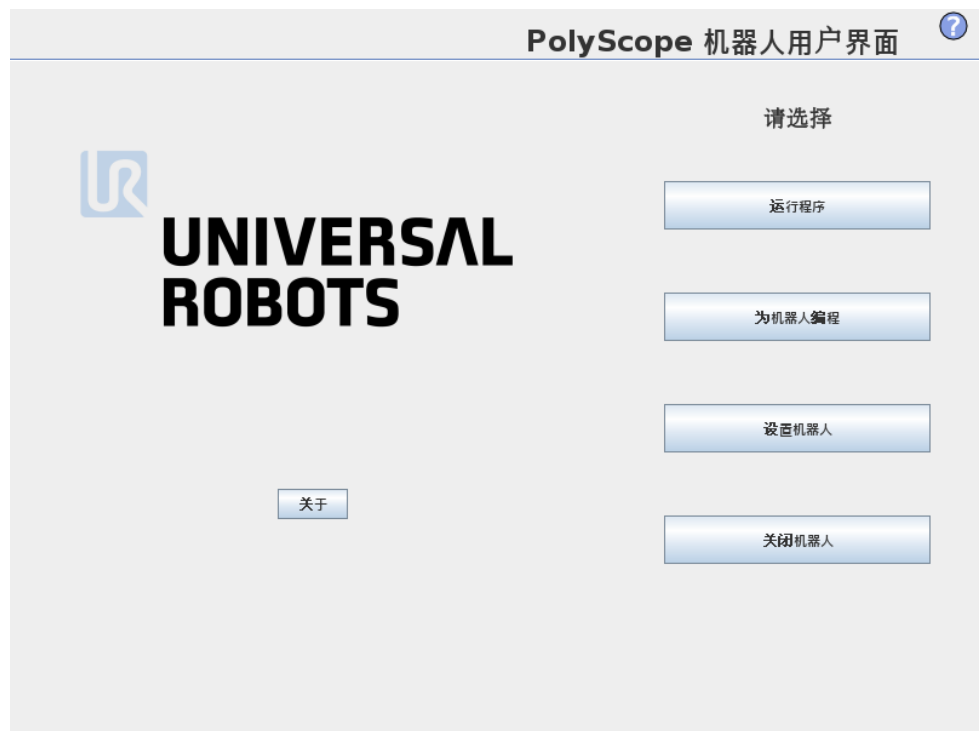 PolyScope 机器人用户界面
?
请选择
UR
UNIVERSAL
ROBOTS
运行程序
为机器人编程
设置机器人
关于
关闭机器人